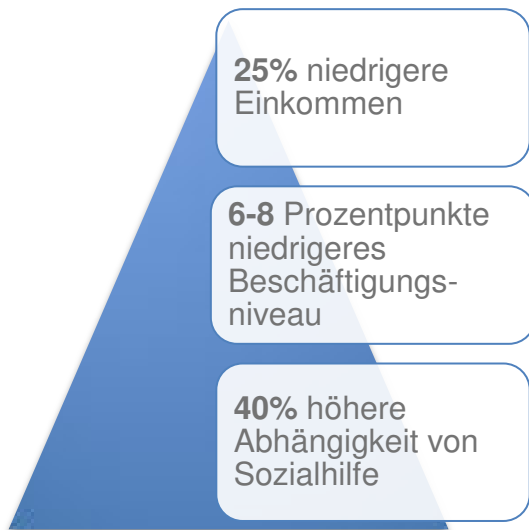 25% niedrigere
Einkommen
6-8 Prozentpunkte
niedrigeres
Beschäftigungs-
niveau
40% höhere
Abhängigkeit von
Sozialhilfe